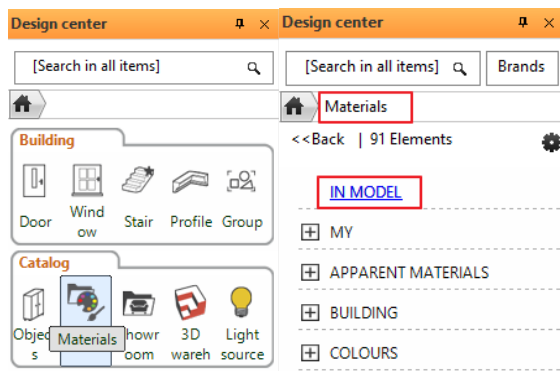 Design center
[Search in all items]
Building
Door
Wind
ow
Stair
Profile
Group
Catalog
Objec
s
Materials
howr
oom
3D
wareh
Light
source
Design center
[Search in all items]
Brands
Materials
<<Back | 91 Elements
IN MODEL
MY
APPARENT MATERIALS
BUILDING
COLOURS